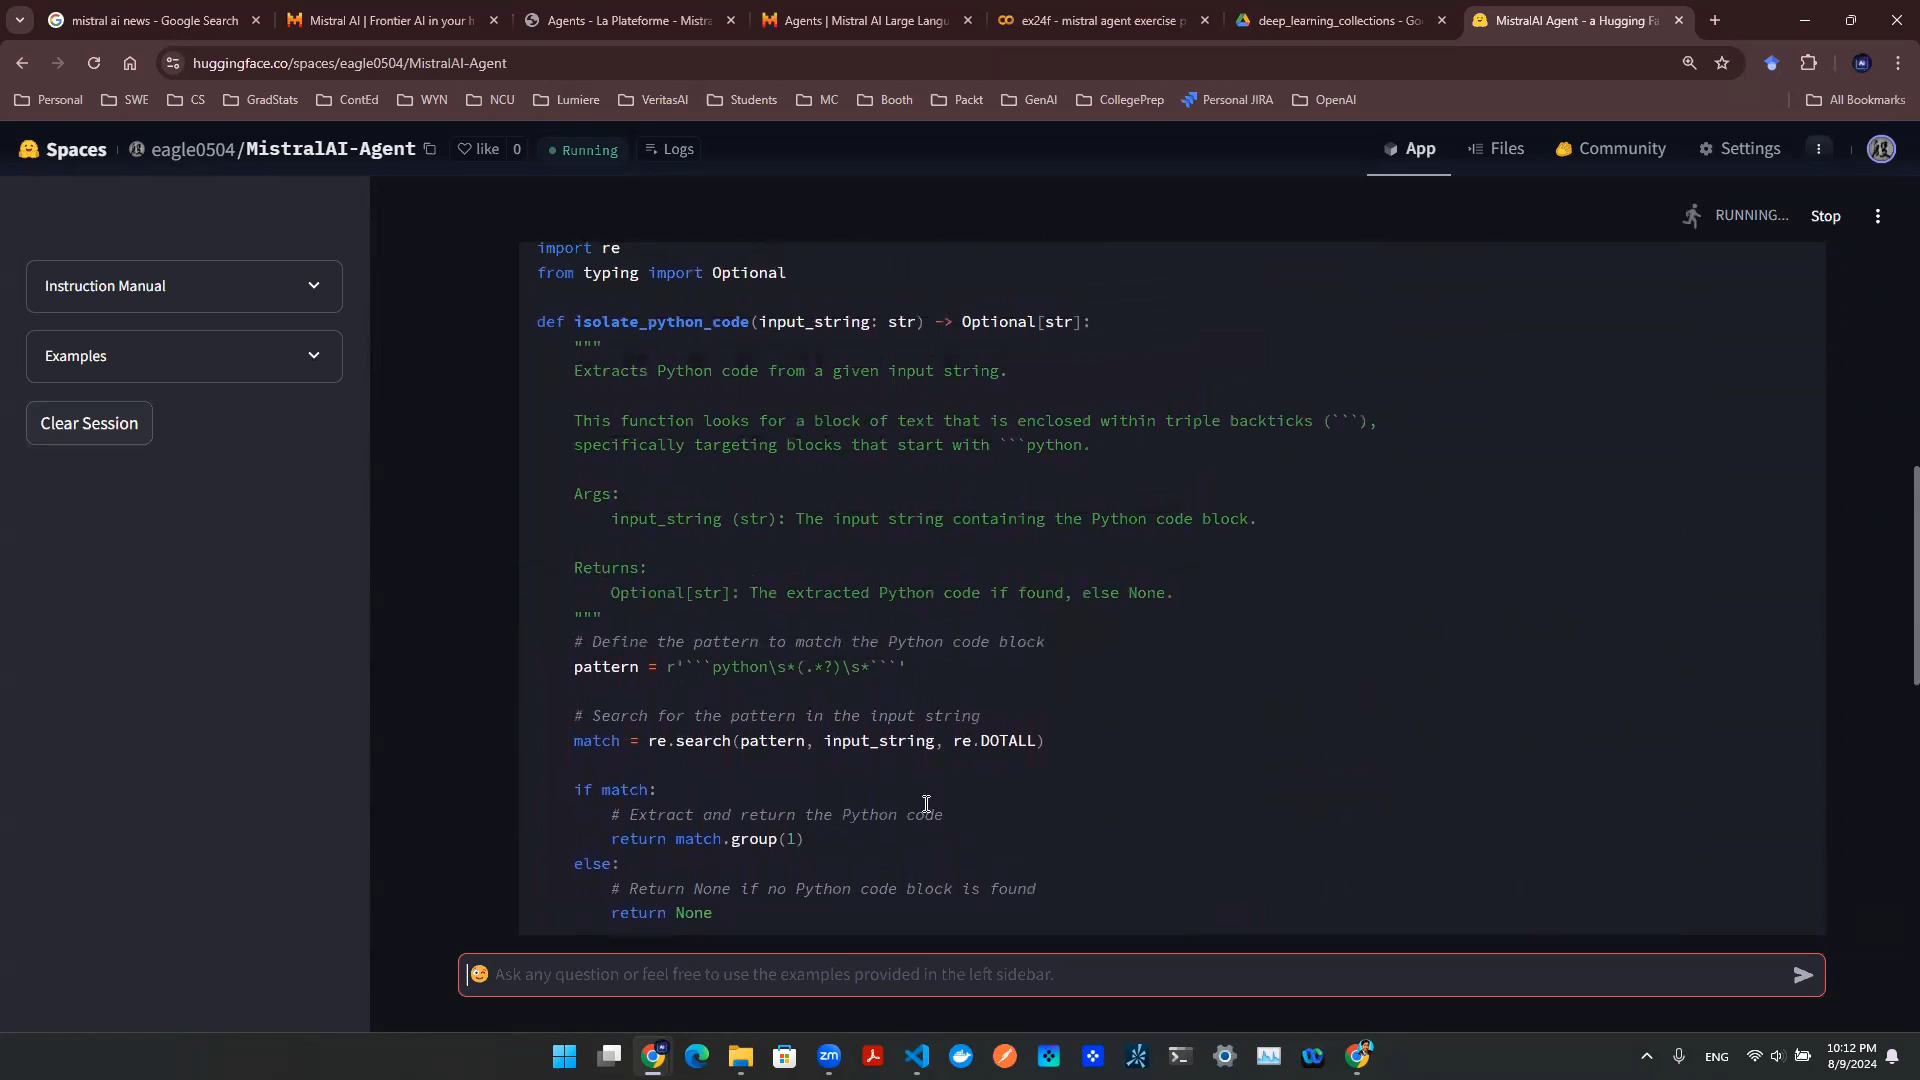 mistral ai news - Google Search
Mistral AI | Frontier AI in your h
Agents - La Plateforme - Mistra
Agents | Mistral AI Large Langu
ex24f - mistral agent exercise p
deep_learning_collections - Go
MistralAI Agent - a Hugging Fa
huggingface.co/spaces/eagle0504/MistralAI-Agent
Personal
SWE
CS
GradStats
ContEd
WYN
NCU
Lumiere
VeritasAI
Students
MC
Booth
Packt
GenAI
CollegePrep
Personal JIRA
OpenAI
All Bookmarks
Spaces
eagle0504/MistralAI-Agent
like 0
Running
Logs
App
Files
Community
Settings
RUNNING...
Stop
Instruction Manual
Examples
Clear Session
import re
from typing import Optional
def isolate_python_code(input_string: str) -> Optional[str]:
"""
Extracts Python code from a given input string.
This function looks for a block of text that is enclosed within triple backticks (```),
specifically targeting blocks that start with ```python.
Args:
input_string (str): The input string containing the Python code block.
Returns:
Optional[str]: The extracted Python code if found, else None.
"""
# Define the pattern to match the Python code block
pattern = r'```python\s*(.*?)\s*```'
# Search for the pattern in the input string
match = re.search(pattern, input_string, re.DOTALL)
if match:
# Extract and return the Python code
return match.group(1)
else:
# Return None if no Python code block is found
return None
Ask any question or feel free to use the examples provided in the left sidebar.
zm
ENG
10:12 PM
8/9/2024